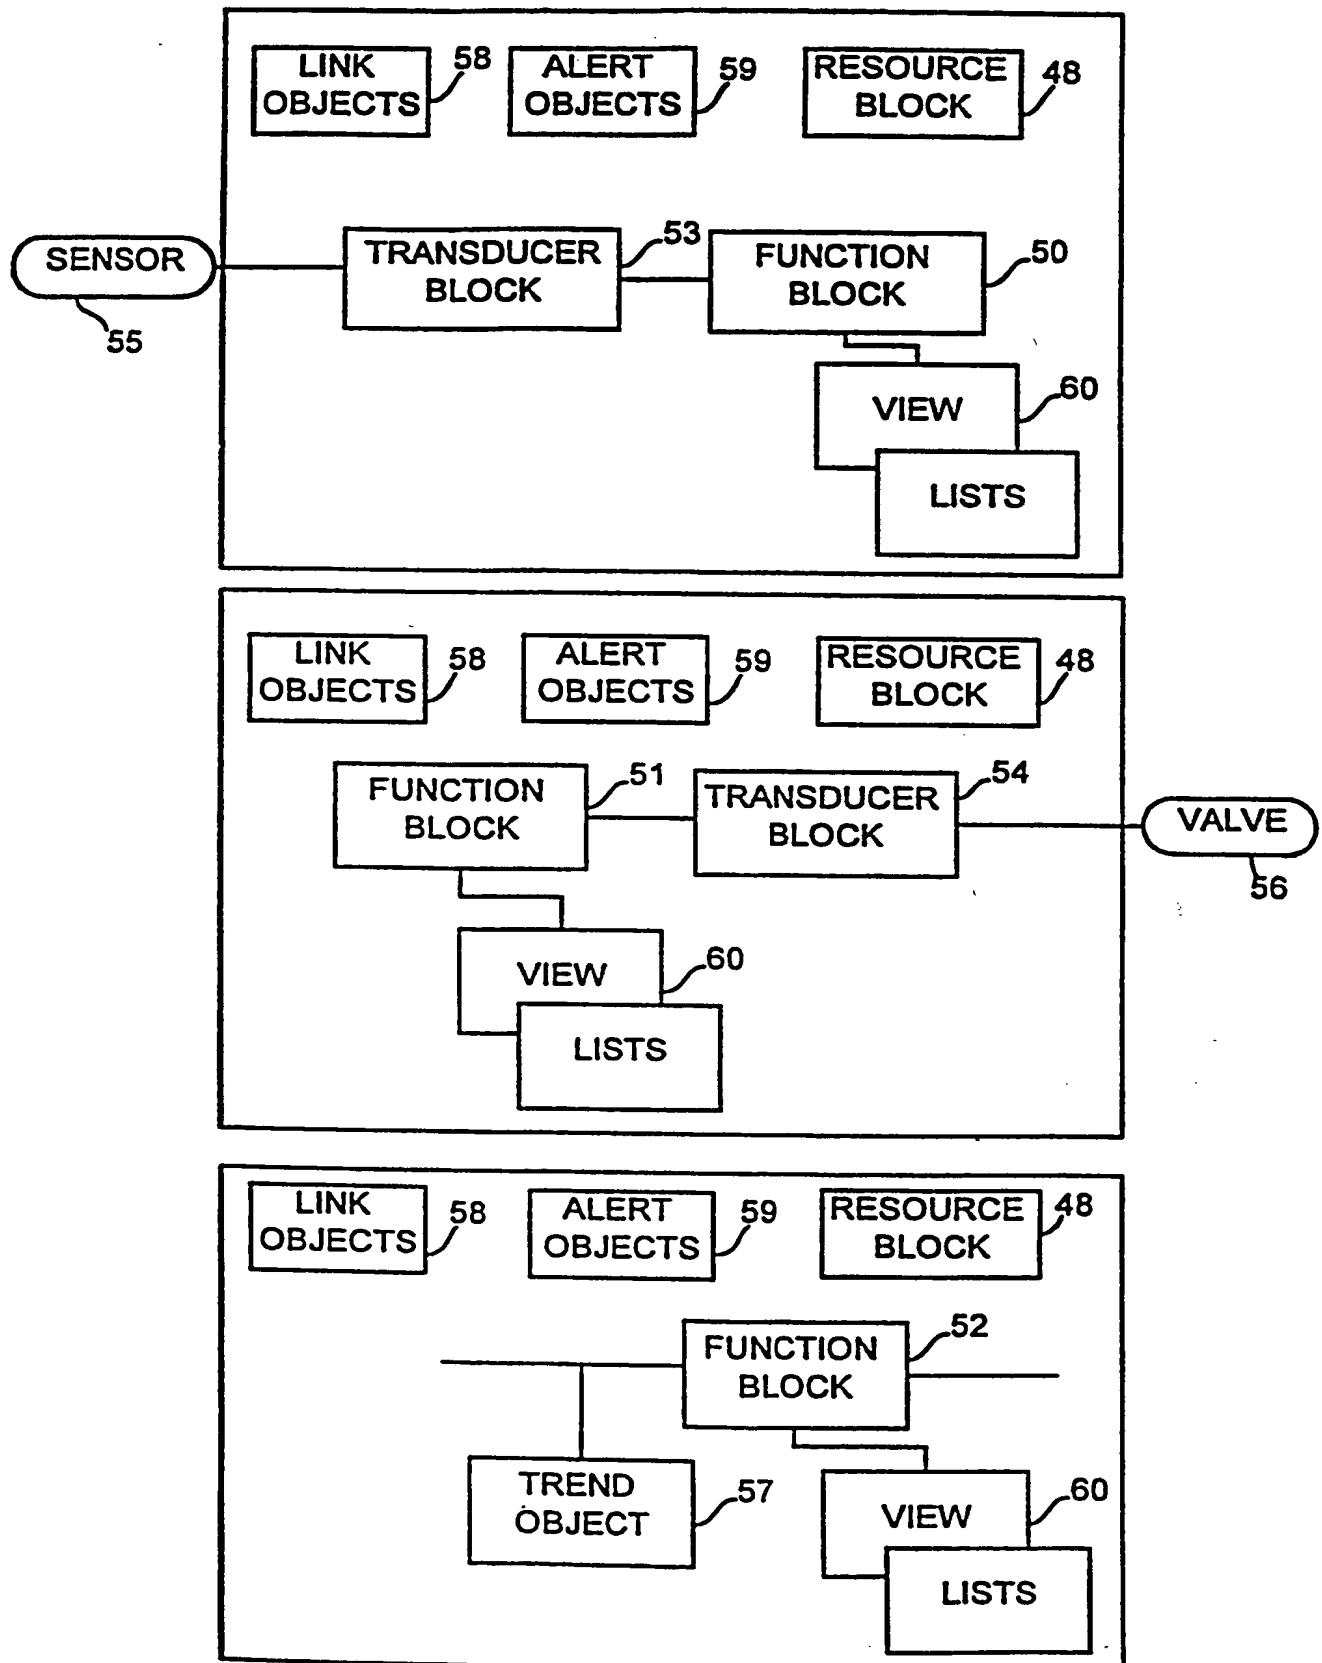 LINK
OBJECTS
58
ALERT
OBJECTS
59
RESOURCE
BLOCK
48
SENSOR
55
TRANSDUCER
BLOCK
53
FUNCTION
BLOCK
50
VIEW
60
LISTS
LINK
OBJECTS
58
ALERT
OBJECTS
59
RESOURCE
BLOCK
48
FUNCTION
BLOCK
51
TRANSDUCER
BLOCK
54
VALVE
56
VIEW
60
LISTS
LINK
OBJECTS
58
ALERT
OBJECTS
59
RESOURCE
BLOCK
48
FUNCTION
BLOCK
52
TREND
OBJECT
57
VIEW
60
LISTS